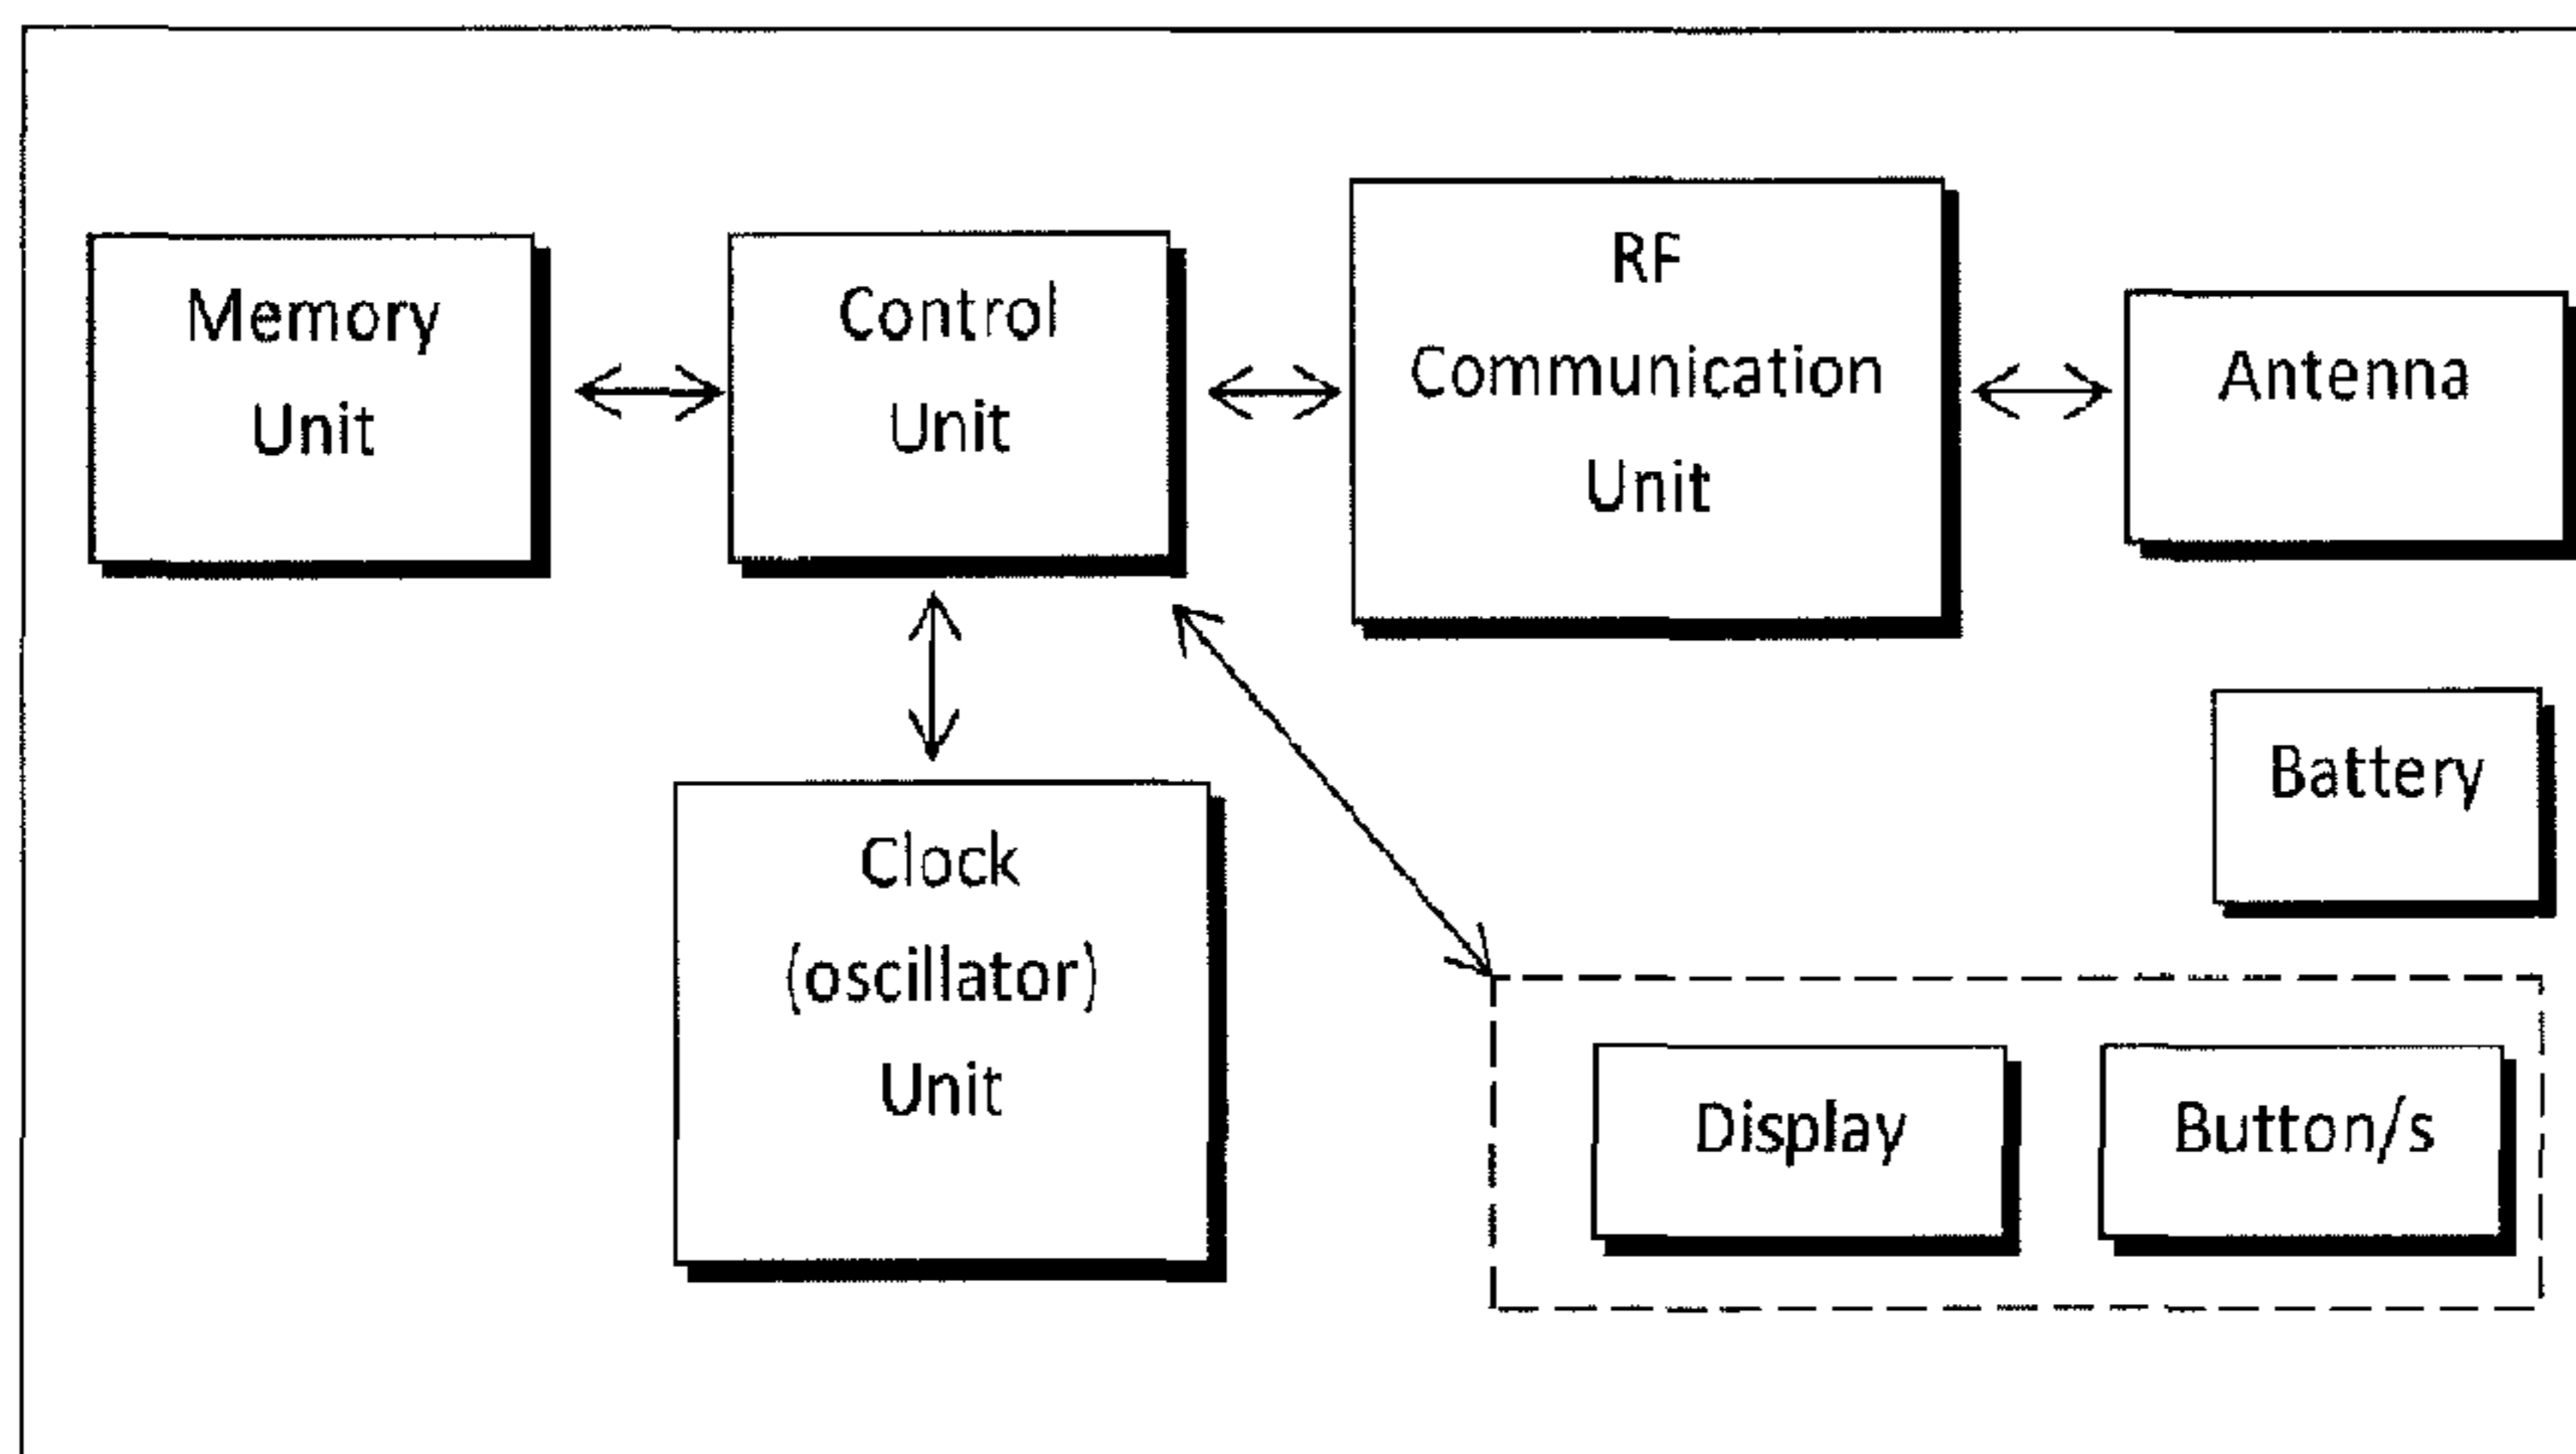 Memory
Unit
Control
Unit
RF
Communication
Unit
Antenna
Battery
Clock
(oscillator)
Unit
Display
Button/s